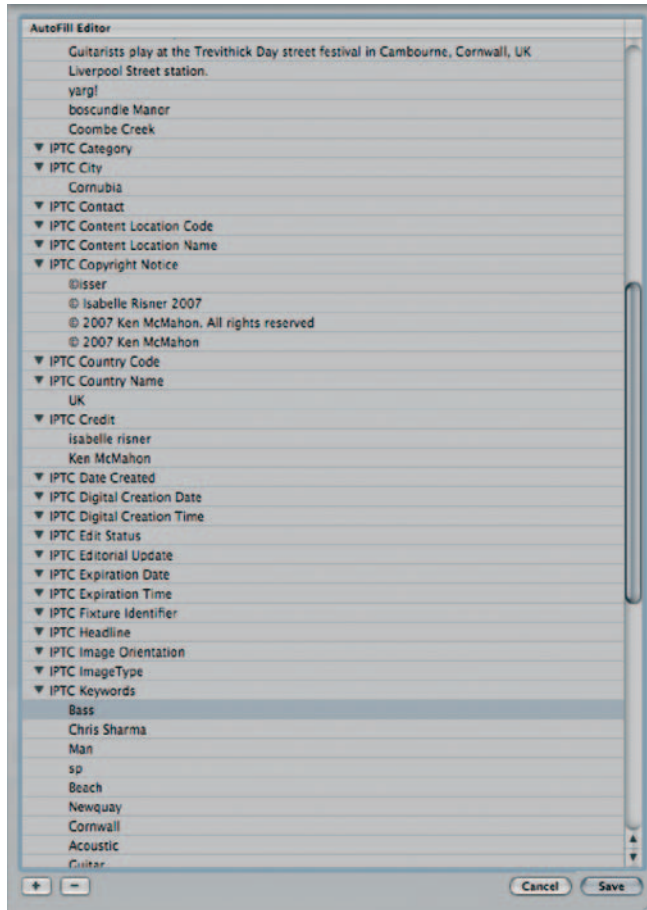 AutoFill Editor
Guitarists play at the Trevithick Day street festival in Cambourne, Cornwall, UK
Liverpool Street station.
yarg!
boscundle Manor
Coombe Creek
IPTC Category
IPTC City
Cornubia
IPTC Contact
IPTC Content Location Code
IPTC Content Location Name
IPTC Copyright Notice
©isser
© Isabelle Risner 2007
© 2007 Ken McMahon. All rights reserved
© 2007 Ken McMahon
IPTC Country Code
IPTC Country Name
UK
IPTC Credit
isabelle risner
Ken McMahon
IPTC Date Created
IPTC Digital Creation Date
IPTC Digital Creation Time
IPTC Edit Status
IPTC Editorial Update
IPTC Expiration Date
IPTC Expiration Time
IPTC Fixture Identifier
IPTC Headline
IPTC Image Orientation
IPTC ImageType
IPTC Keywords
Bass
Chris Sharma
Man
sp
Beach
Newquay
Cornwall
Acoustic
Guitar
+ − Cancel Save